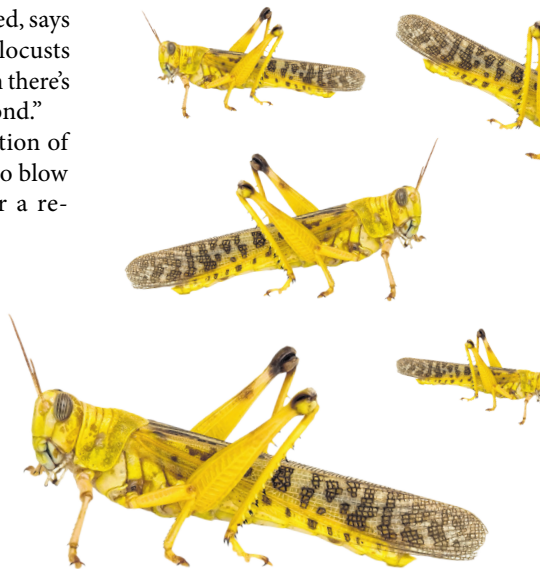 ed, says
locusts
n there’s
ond.”
tion of
o blow
r a re-